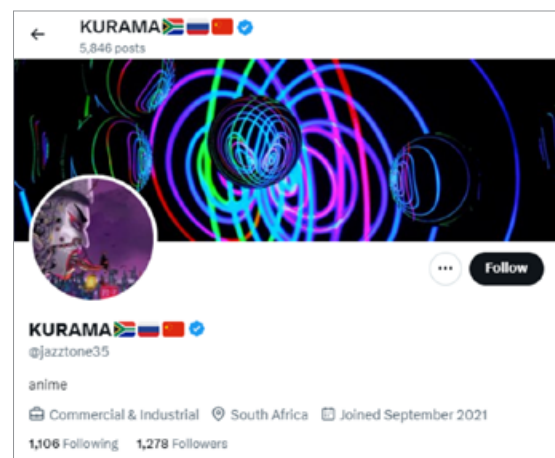 KURAMA🇿🇦🇷🇺🇨🇳
5,846 posts
Follow
KURAMA🇿🇦🇷🇺🇨🇳
@jazztone35
anime
Commercial & Industrial South Africa Joined September 2021
1,106 Following 1,278 Followers